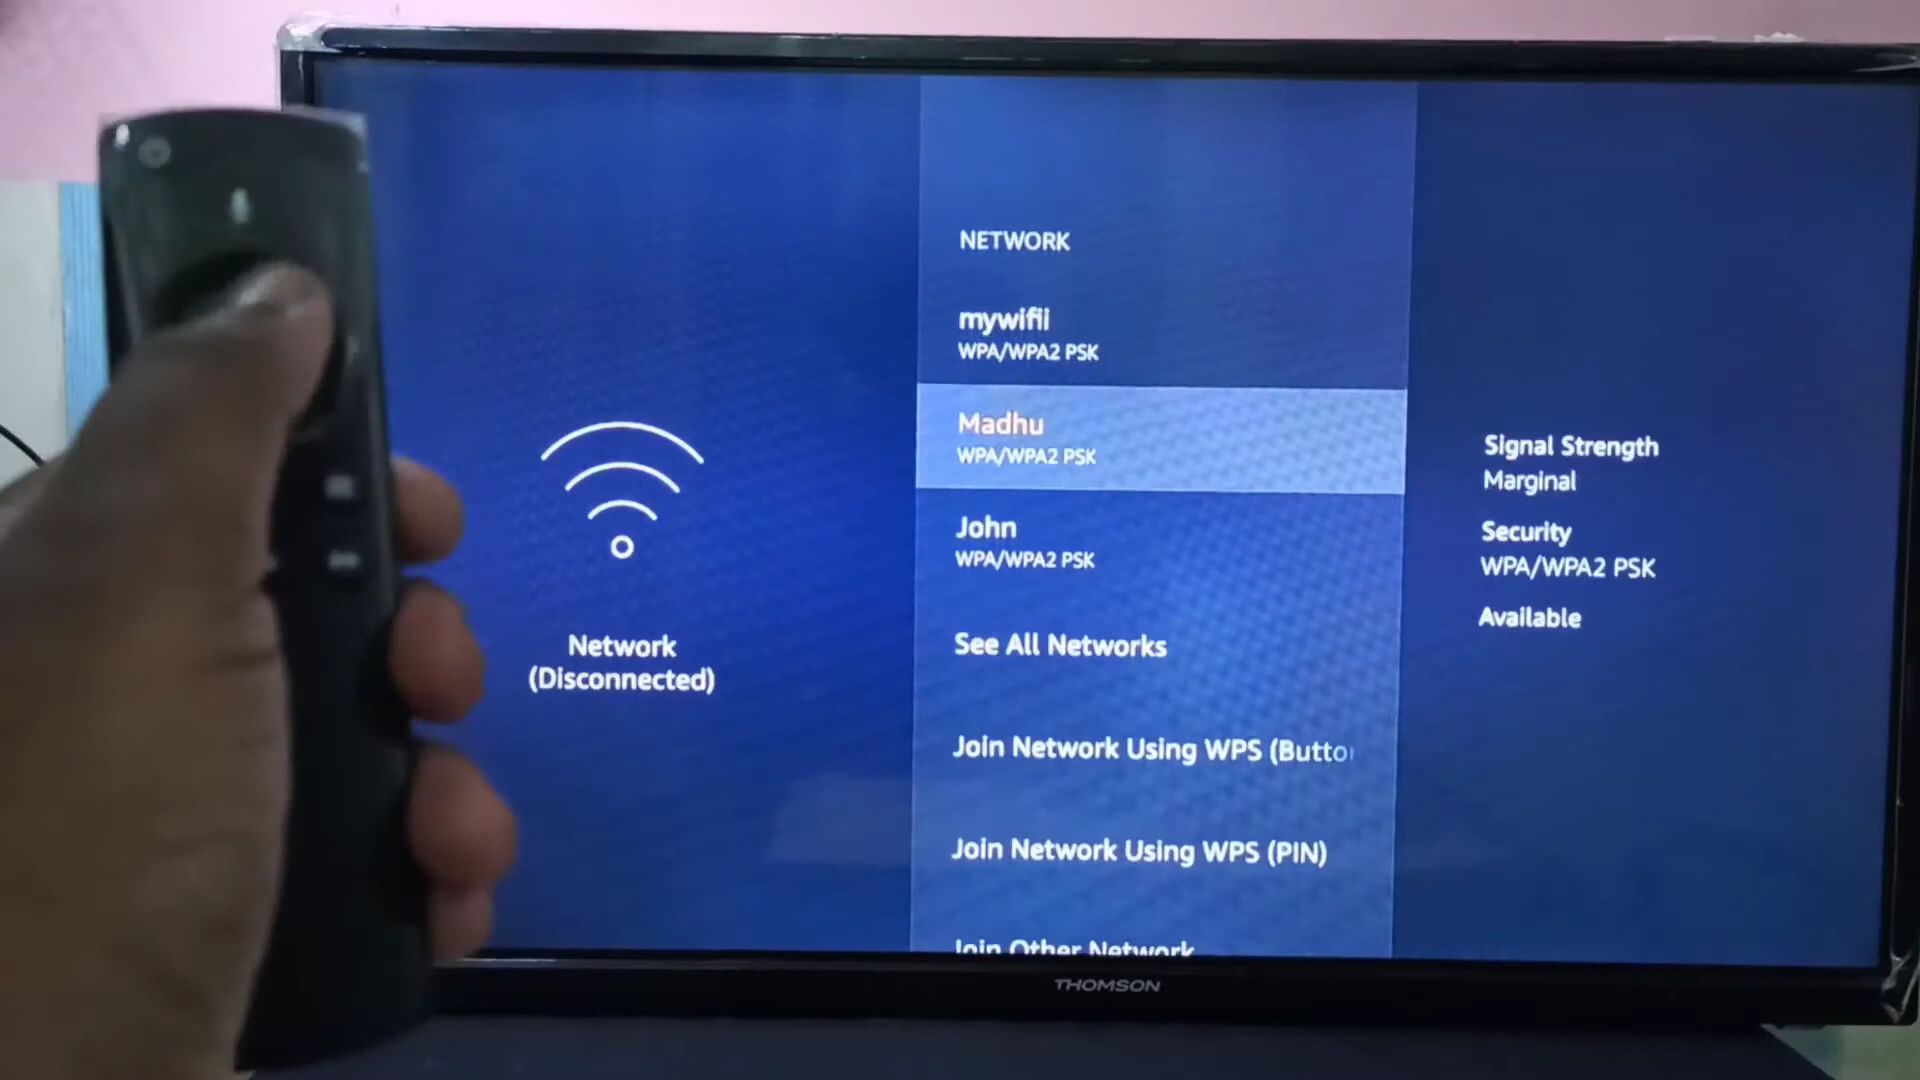 NETWORK
mywifii
WPA/WPA2 PSK
Madhu
WPA/WPA2 PSK
John
WPA/WPA2 PSK
See All Networks
Join Network Using WPS (Butto
Join Network Using WPS (PIN)
Join Other Network
Network
(Disconnected)
Signal Strength
Marginal
Security
WPA/WPA2 PSK
Available
THOMSON